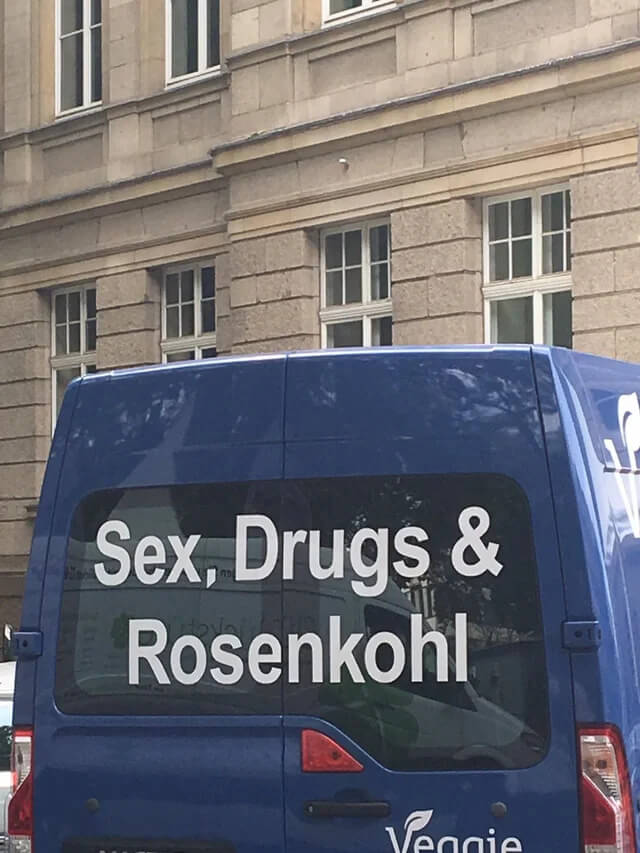 Sex, Drugs &
Rosenkohl
Veggie